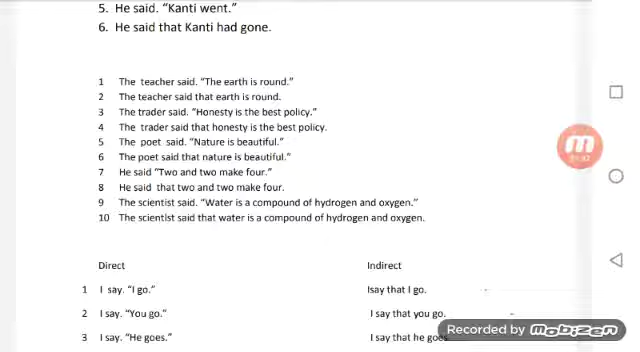 5. He said. "Kanti went."
6. He said that Kanti had gone.
1 The teacher said. "The earth is round."
2 The teacher said that earth is round.
3 The trader said. "Honesty is the best policy."
4 The trader said that honesty is the best policy.
5 The poet said. "Nature is beautiful."
6 The poet said that nature is beautiful."
7 He said "Two and two make four."
8 He said that two and two make four.
9 The scientist said. "Water is a compound of hydrogen and oxygen."
10 The scientist said that water is a compound of hydrogen and oxygen.
Direct Indirect
1 I say. "I go." Isay that I go.
2 I say. "You go." I say that you go.
3 I say. "He goes." I say that he goes
Recorded by Mobizen